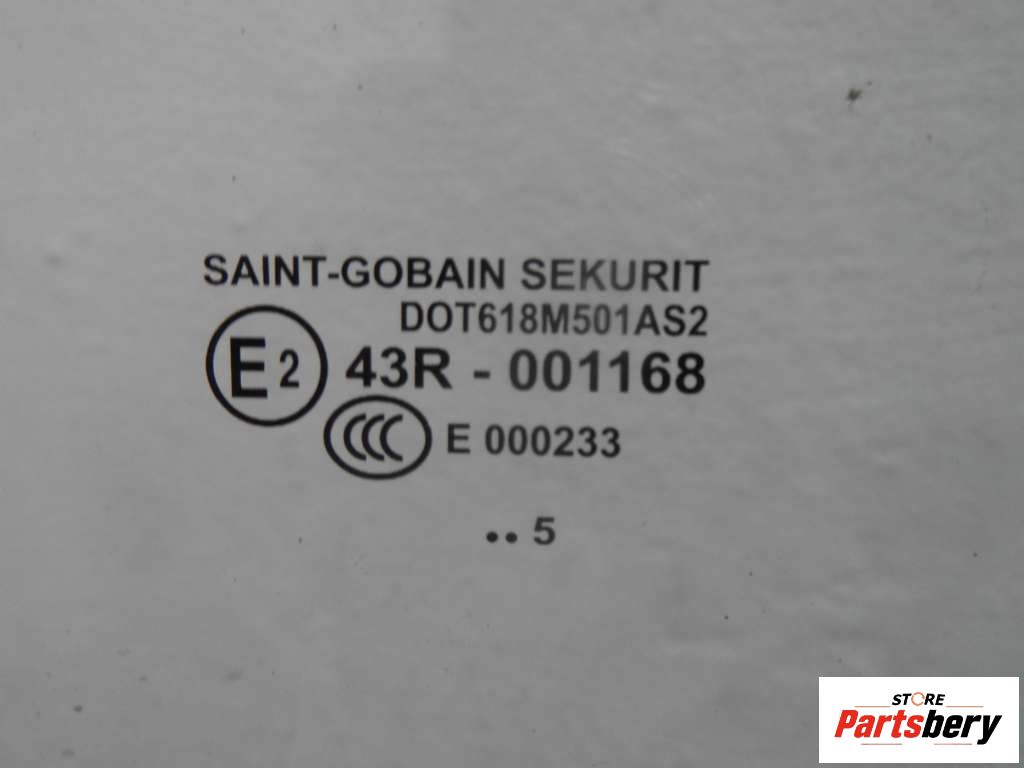 SAINT-GOBAIN SEKURIT
DOT618M501AS2
E2 43R - 001168
CCC E 000233
.. 5
STORE
Partsbery